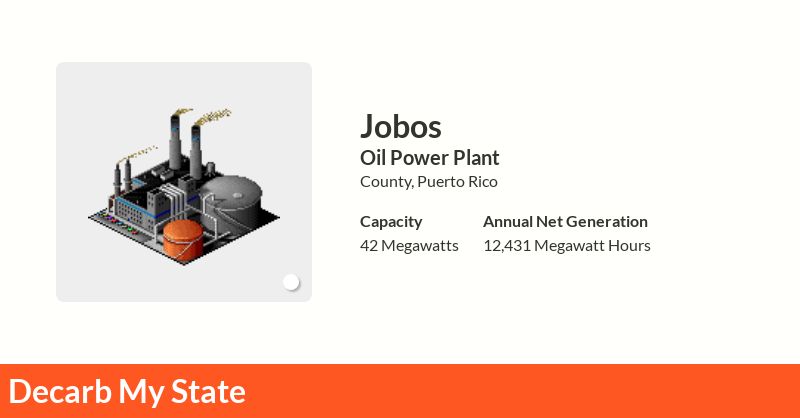 Jobos
Oil Power Plant
County, Puerto Rico
Capacity Annual Net Generation
42 Megawatts 12,431 Megawatt Hours
Decarb My State